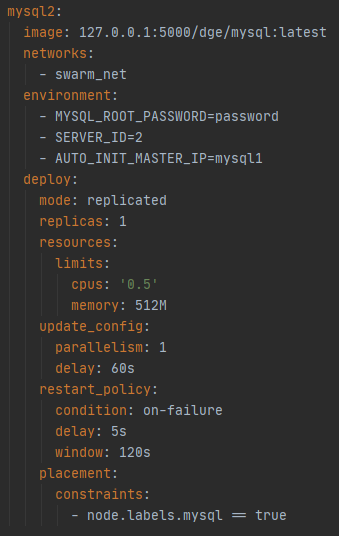 mysql2:
  image: 127.0.0.1:5000/dge/mysql:latest
  networks:
    - swarm_net
  environment:
    - MYSQL_ROOT_PASSWORD=password
    - SERVER_ID=2
    - AUTO_INIT_MASTER_IP=mysql1
  deploy:
    mode: replicated
    replicas: 1
    resources:
      limits:
        cpus: '0.5'
        memory: 512M
    update_config:
      parallelism: 1
      delay: 60s
    restart_policy:
      condition: on-failure
      delay: 5s
      window: 120s
    placement:
      constraints:
        - node.labels.mysql == true